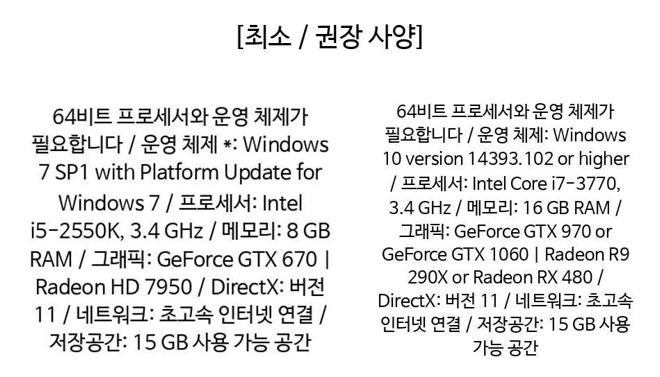 [최소 / 권장 사양]
64비트 프로세서와 운영 체제가
필요합니다 / 운영 체제 *: Windows
7 SP1 with Platform Update for
Windows 7 / 프로세서: Intel
i5-2550K, 3.4 GHz / 메모리: 8 GB
RAM / 그래픽: GeForce GTX 670 |
Radeon HD 7950 / DirectX: 버전
11 / 네트워크: 초고속 인터넷 연결 /
저장공간: 15 GB 사용 가능 공간
64비트 프로세서와 운영 체제가
필요합니다 / 운영 체제: Windows
10 version 14393.102 or higher
/ 프로세서: Intel Core i7-3770,
3.4 GHz / 메모리: 16 GB RAM /
그래픽: GeForce GTX 970 or
GeForce GTX 1060 | Radeon R9
290X or Radeon RX 480 /
DirectX: 버전 11 / 네트워크: 초고속
인터넷 연결 / 저장공간: 15 GB 사용
가능 공간